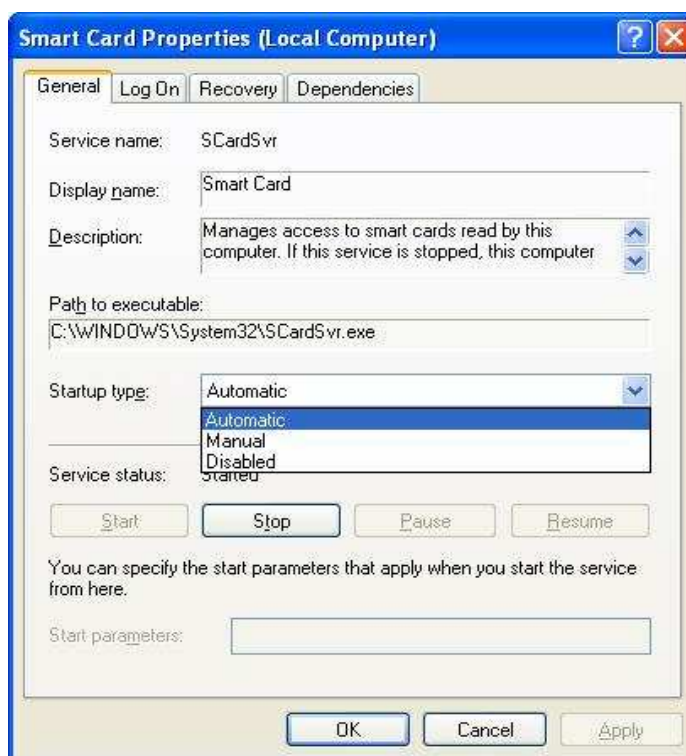 Smart Card Properties (Local Computer)
General Log On Recovery Dependencies
Service name: SCardSvr
Display name: Smart Card
Description: Manages access to smart cards read by this
computer. If this service is stopped, this computer
Path to executable:
C:\WINDOWS\System32\SCardSvr.exe
Startup type: Automatic
Automatic
Manual
Disabled
Service status: Started
Start Stop Pause Resume
You can specify the start parameters that apply when you start the service
from here.
Start parameters:
OK Cancel Apply